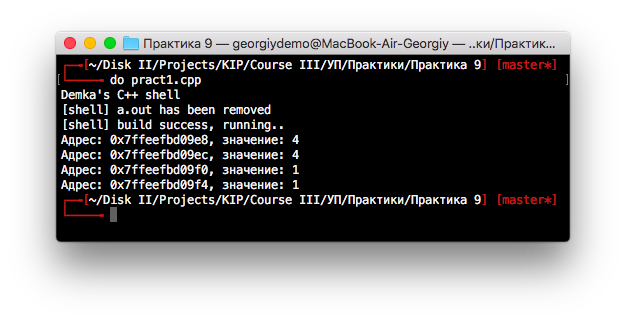 Практика 9 — georgiydemo@MacBook-Air-Georgiy — ..ки/Практик...
[~/Disk II/Projects/KIP/Course III/УП/Практики/Практика 9] [master*]
do pract1.cpp
Demka's C++ shell
[shell] a.out has been removed
[shell] build success, running..
Адрес: 0x7ffeefbd09e8, значение: 4
Адрес: 0x7ffeefbd09ec, значение: 4
Адрес: 0x7ffeefbd09f0, значение: 1
Адрес: 0x7ffeefbd09f4, значение: 1
[~/Disk II/Projects/KIP/Course III/УП/Практики/Практика 9] [master*]